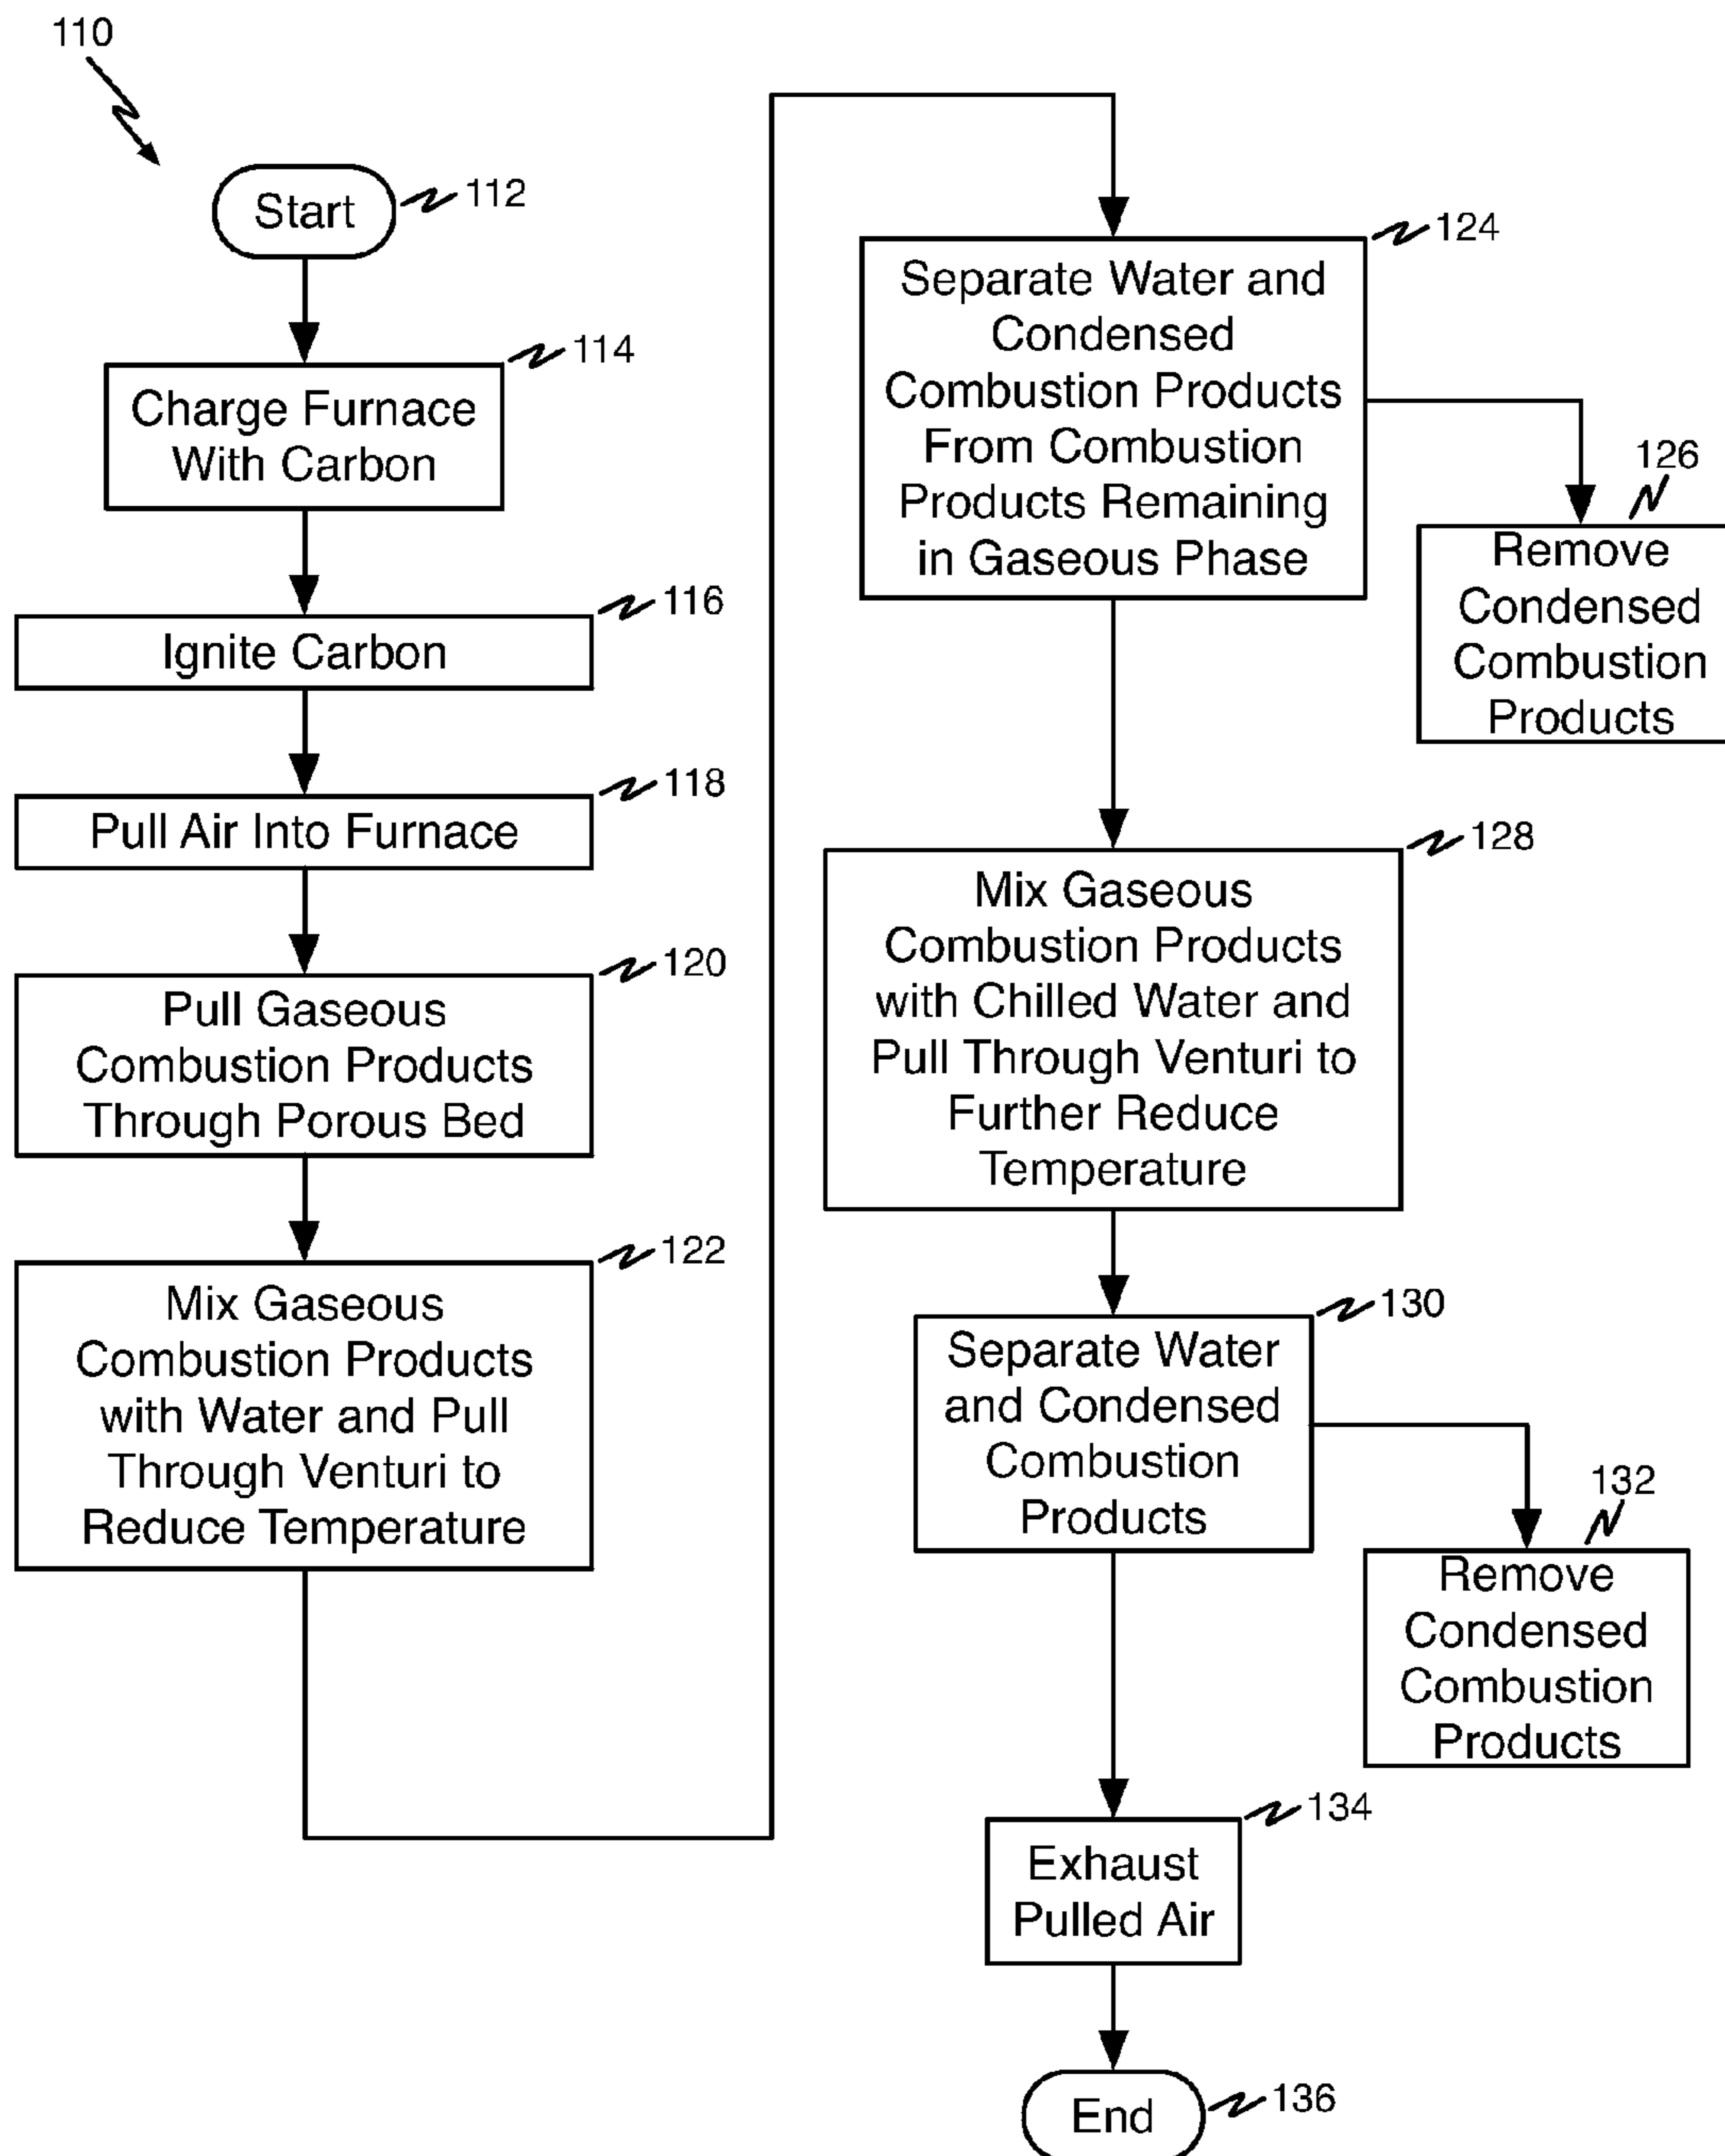 110
Start
112
114
Charge Furnace
With Carbon
116
Ignite Carbon
118
Pull Air Into Furnace
120
Pull Gaseous
Combustion Products
Through Porous Bed
122
Mix Gaseous
Combustion Products
with Water and Pull
Through Venturi to
Reduce Temperature
124
Separate Water and
Condensed
Combustion Products
From Combustion
Products Remaining
in Gaseous Phase
126
Remove
Condensed
Combustion
Products
128
Mix Gaseous
Combustion Products
with Chilled Water and
Pull Through Venturi to
Further Reduce
Temperature
130
Separate Water
and Condensed
Combustion
Products
132
Remove
Condensed
Combustion
Products
134
Exhaust
Pulled Air
End
136